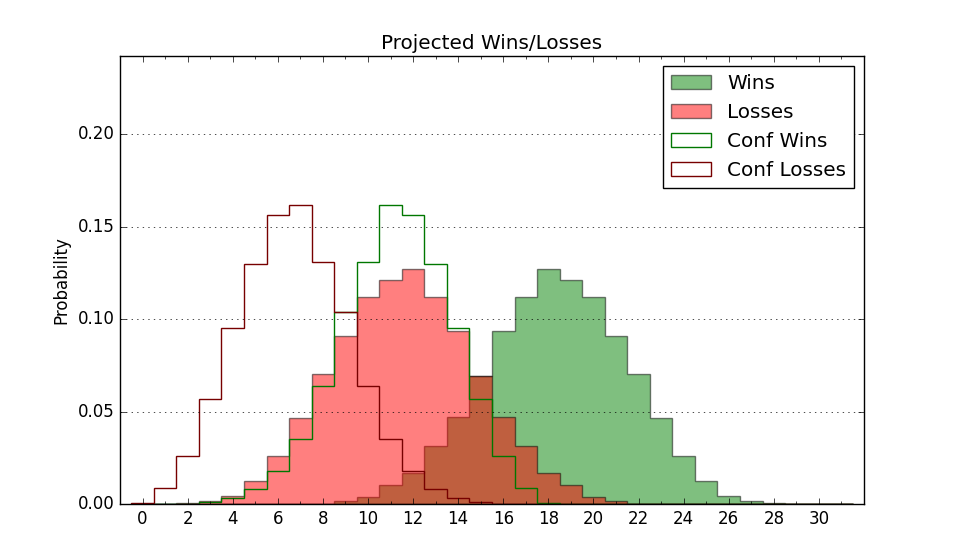 Projected Wins/Losses
Wins
Losses
Conf Wins
Conf Losses
Probability
0.20
0.15
0.10
0.05
0.00
0 2 4 6 8 10 12 14 16 18 20 22 24 26 28 30